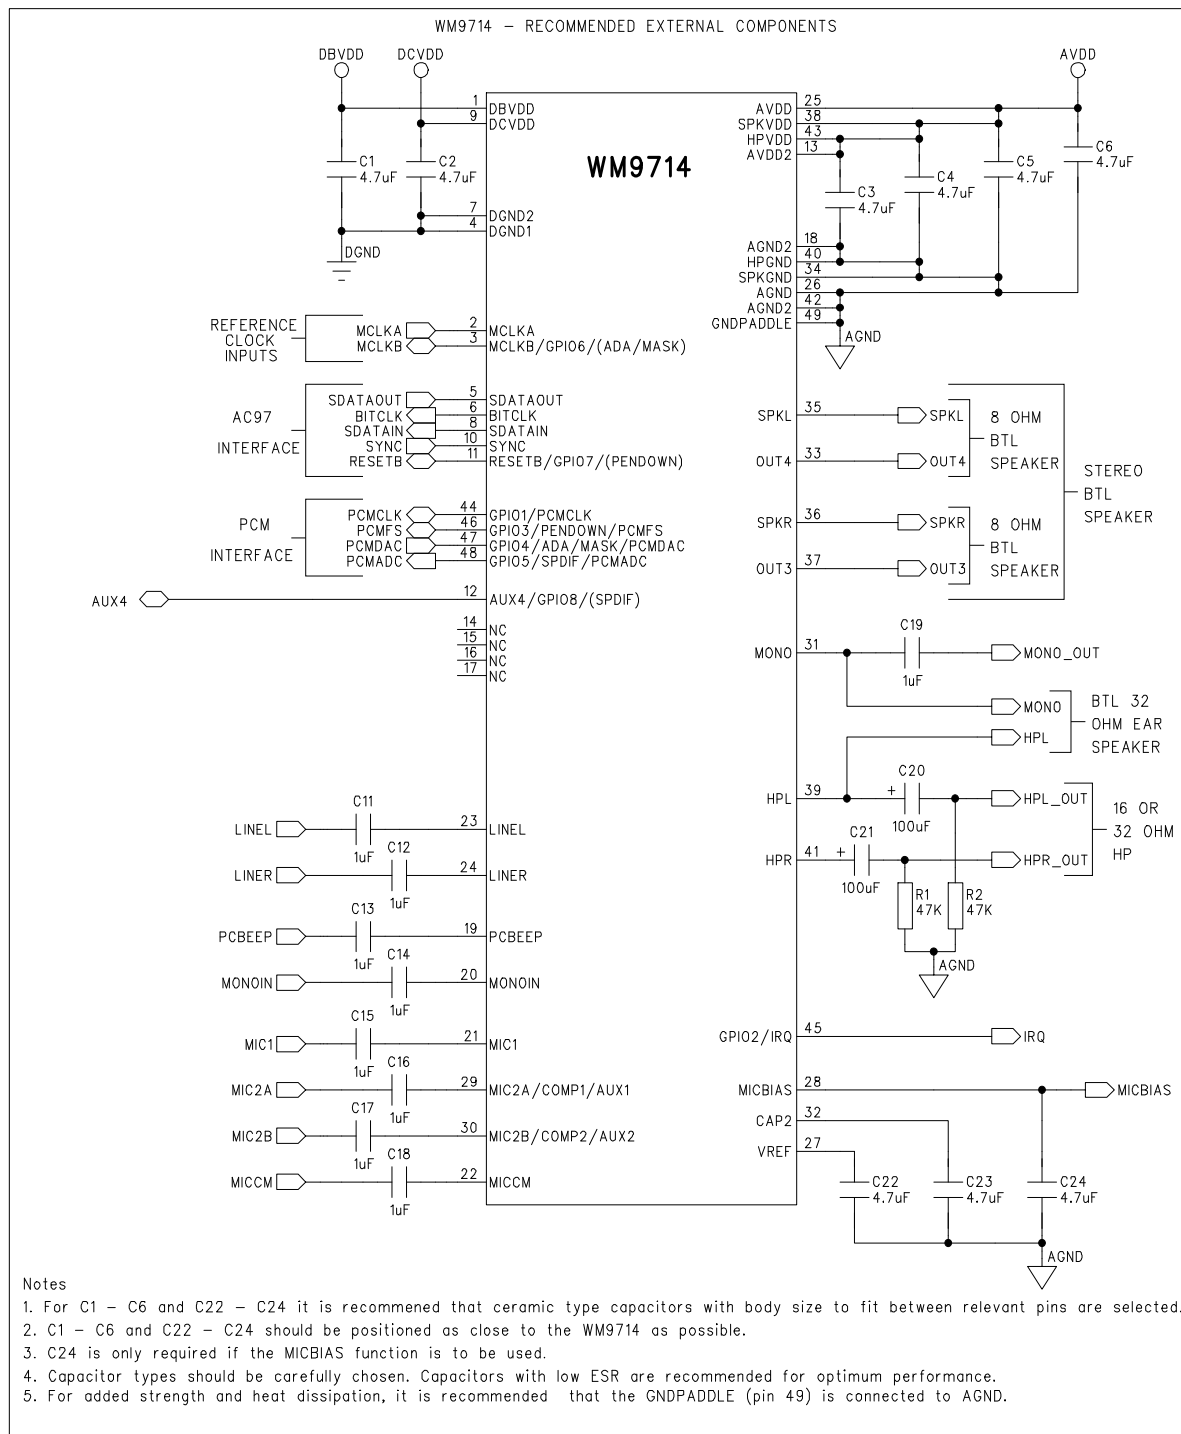 WM9714 – RECOMMENDED EXTERNAL COMPONENTS
DBVDD
DCVDD
AVDD
WM9714
1
DBVDD
9
DCVDD
C1
4.7uF
C2
4.7uF
7
DGND2
4
DGND1
DGND
AVDD
25
SPKVDD
38
HPVDD
43
AVDD2
13
C3
4.7uF
C4
4.7uF
C5
4.7uF
C6
4.7uF
AGND2
18
HPGND
40
SPKGND
34
AGND
26
AGND2
42
GNDPADDLE
49
AGND
REFERENCE
CLOCK
INPUTS
MCLKA
2
MCLKA
MCLKB
3
MCLKB/GPIO6/(ADA/MASK)
AC97
INTERFACE
SDATAOUT
5
SDATAOUT
BITCLK
6
BITCLK
SDATAIN
8
SDATAIN
SYNC
10
SYNC
RESETB
11
RESETB/GPIO7/(PENDOWN)
PCM
INTERFACE
PCMCLK
44
GPIO1/PCMCLK
PCMFS
46
GPIO3/PENDOWN/PCMFS
PCMDAC
47
GPIO4/ADA/MASK/PCMDAC
PCMADC
48
GPIO5/SPDIF/PCMADC
AUX4
12
AUX4/GPIO8/(SPDIF)
14
NC
15
NC
16
NC
17
NC
SPKL
35
SPKL
OUT4
33
OUT4
8 OHM
BTL
SPEAKER
SPKR
36
SPKR
OUT3
37
OUT3
8 OHM
BTL
SPEAKER
STEREO
BTL
SPEAKER
MONO
31
C19
1uF
MONO_OUT
MONO
HPL
BTL 32
OHM EAR
SPEAKER
HPL
39
+
C20
100uF
HPL_OUT
HPR
41
+
C21
100uF
HPR_OUT
16 OR
32 OHM
HP
R1
47K
R2
47K
AGND
LINEL
C11
1uF
23
LINEL
LINER
C12
1uF
24
LINER
PCBEEP
C13
1uF
19
PCBEEP
MONOIN
C14
1uF
20
MONOIN
MIC1
C15
1uF
21
MIC1
MIC2A
C16
1uF
29
MIC2A/COMP1/AUX1
MIC2B
C17
1uF
30
MIC2B/COMP2/AUX2
MICCM
C18
1uF
22
MICCM
GPIO2/IRQ
45
IRQ
MICBIAS
28
MICBIAS
CAP2
32
VREF
27
C22
4.7uF
C23
4.7uF
C24
4.7uF
AGND
Notes
1. For C1 – C6 and C22 – C24 it is recommened that ceramic type capacitors with body size to fit between relevant pins are selected.
2. C1 – C6 and C22 – C24 should be positioned as close to the WM9714 as possible.
3. C24 is only required if the MICBIAS function is to be used.
4. Capacitor types should be carefully chosen. Capacitors with low ESR are recommended for optimum performance.
5. For added strength and heat dissipation, it is recommended that the GNDPADDLE (pin 49) is connected to AGND.